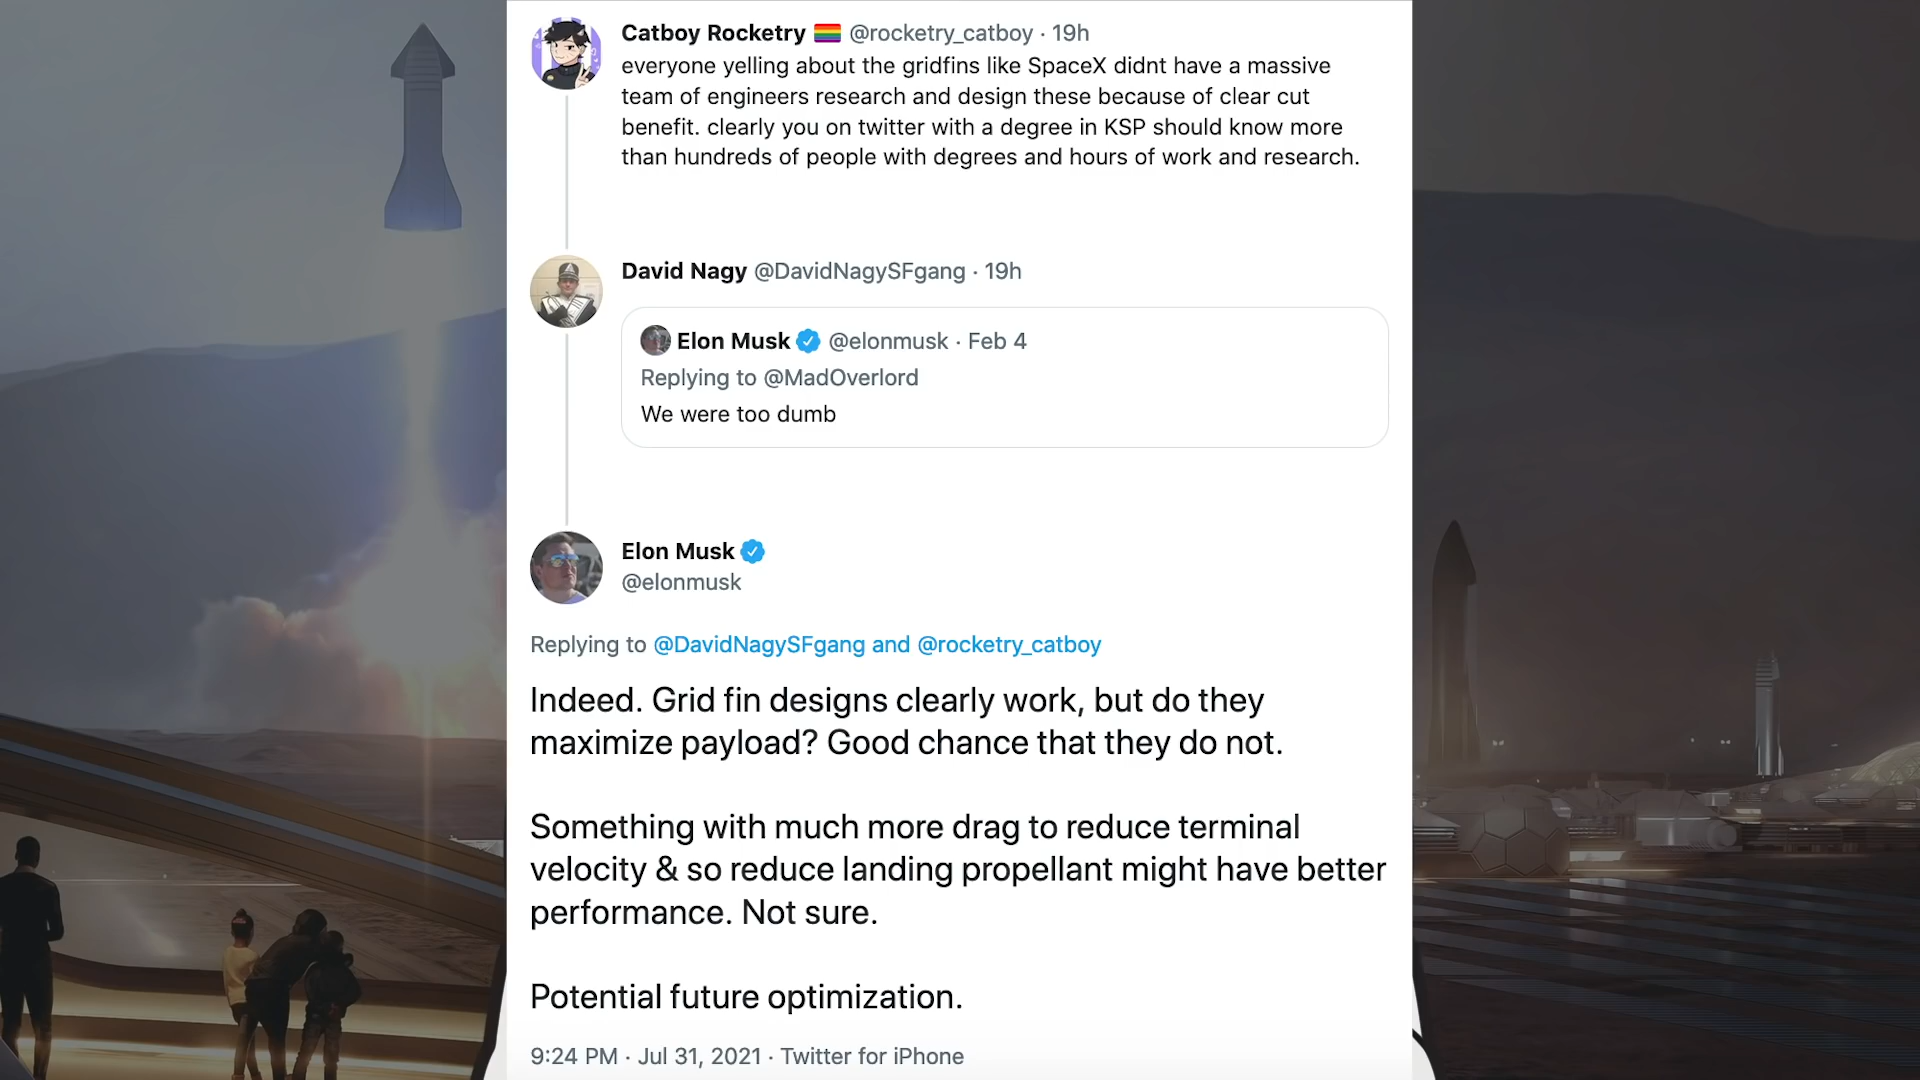 Catboy Rocketry 🏳️‍🌈 @rocketry_catboy · 19h
everyone yelling about the gridfins like SpaceX didnt have a massive
team of engineers research and design these because of clear cut
benefit. clearly you on twitter with a degree in KSP should know more
than hundreds of people with degrees and hours of work and research.
David Nagy @DavidNagySFgang · 19h
Elon Musk @elonmusk · Feb 4
Replying to @MadOverlord
We were too dumb
Elon Musk
@elonmusk
Replying to @DavidNagySFgang and @rocketry_catboy
Indeed. Grid fin designs clearly work, but do they
maximize payload? Good chance that they do not.
Something with much more drag to reduce terminal
velocity & so reduce landing propellant might have better
performance. Not sure.
Potential future optimization.
9:24 PM · Jul 31, 2021 · Twitter for iPhone